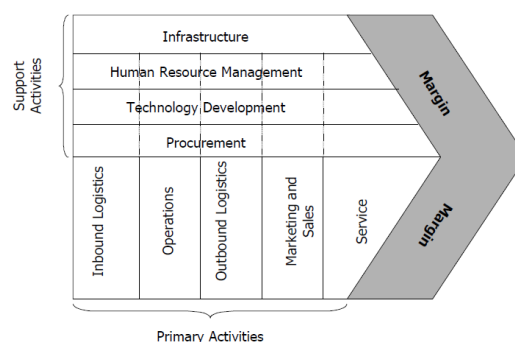 Support
Activities
Infrastructure
Human Resource Management
Technology Development
Procurement
Margin
Inbound Logistics
Operations
Outbound Logistics
Marketing and
Sales
Service
Margin
Primary Activities